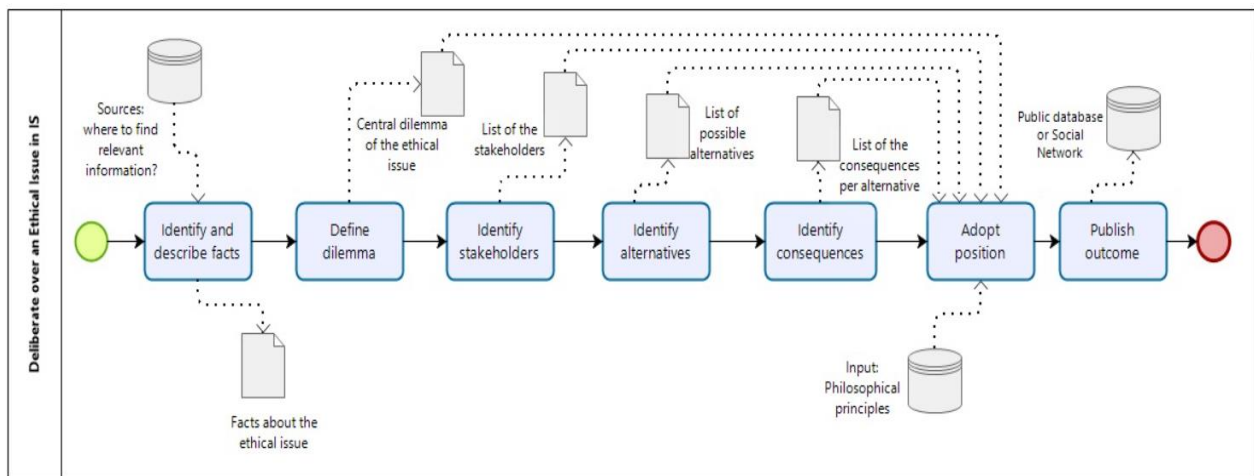 Deliberate over an Ethical Issue in IS
Sources:
where to find
relevant
information?
Central dilemma
of the ethical
issue
List of the
stakeholders
List of
possible
alternatives
List of the
consequences
per alternative
Public database
or Social
Network
Identify and
describe facts
Define
dilemma
Identify
stakeholders
Identify
alternatives
Identify
consequences
Adopt
position
Publish
outcome
Facts about the
ethical issue
Input:
Philosophical
principles